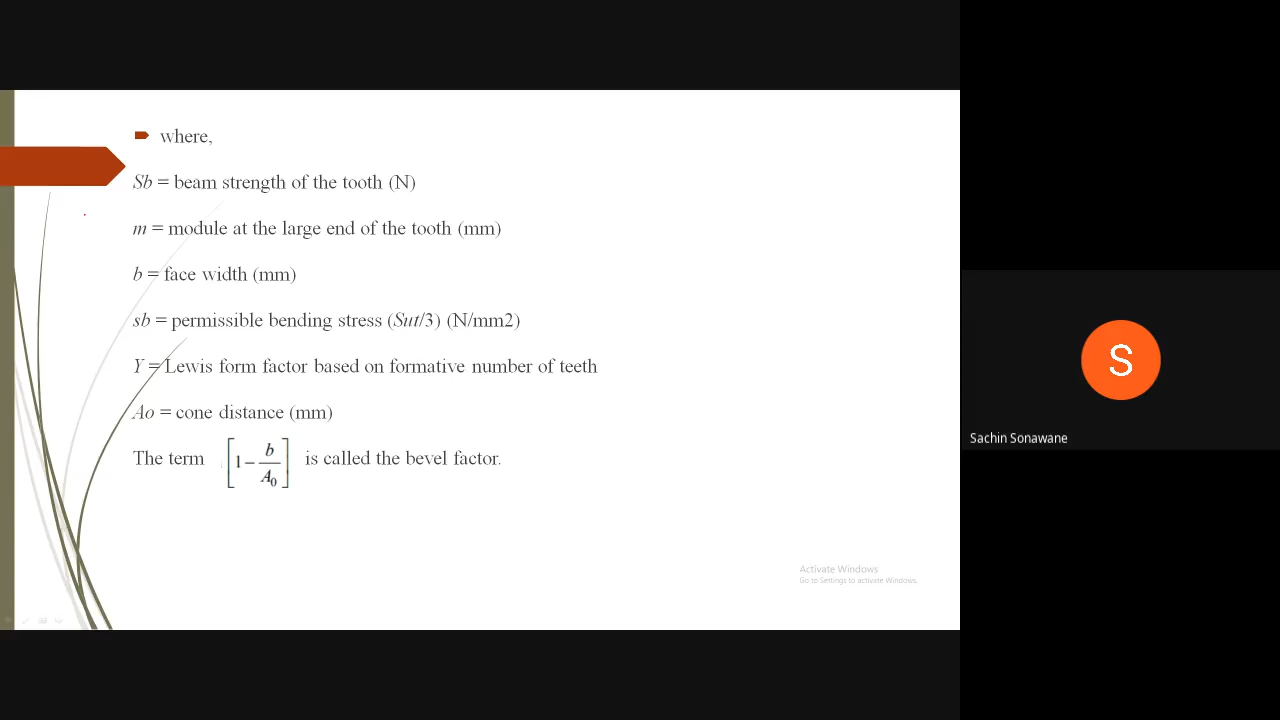 where,
Sb = beam strength of the tooth (N)
m = module at the large end of the tooth (mm)
b = face width (mm)
sb = permissible bending stress (Sut/3) (N/mm2)
Y = Lewis form factor based on formative number of teeth
Ao = cone distance (mm)
The term [1 − b/A₀] is called the bevel factor.
Activate Windows
Go to Settings to activate Windows.
S
Sachin Sonawane